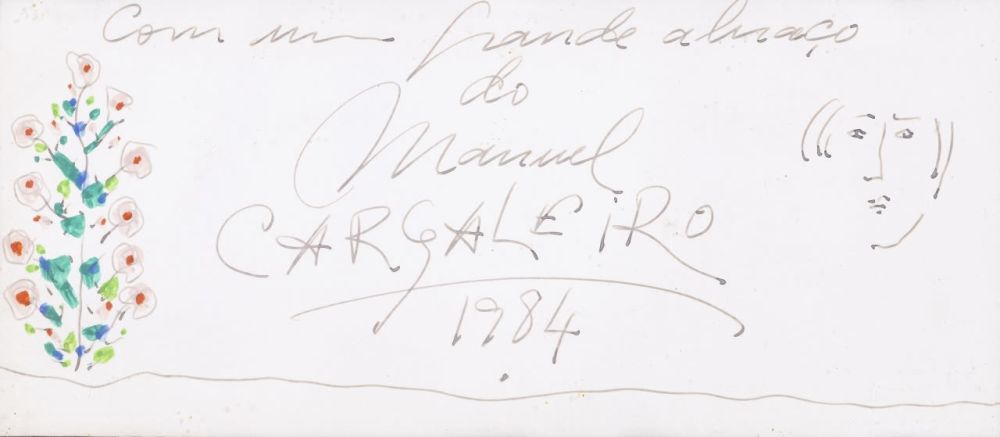 Com um grande abraço
do
Manuel
CARGALEIRO
1984